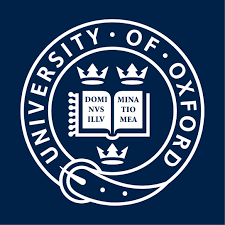 UNIVERSITY · OF · OXFORD
DOMI
NVS
ILLV
MINA
TIO
MEA